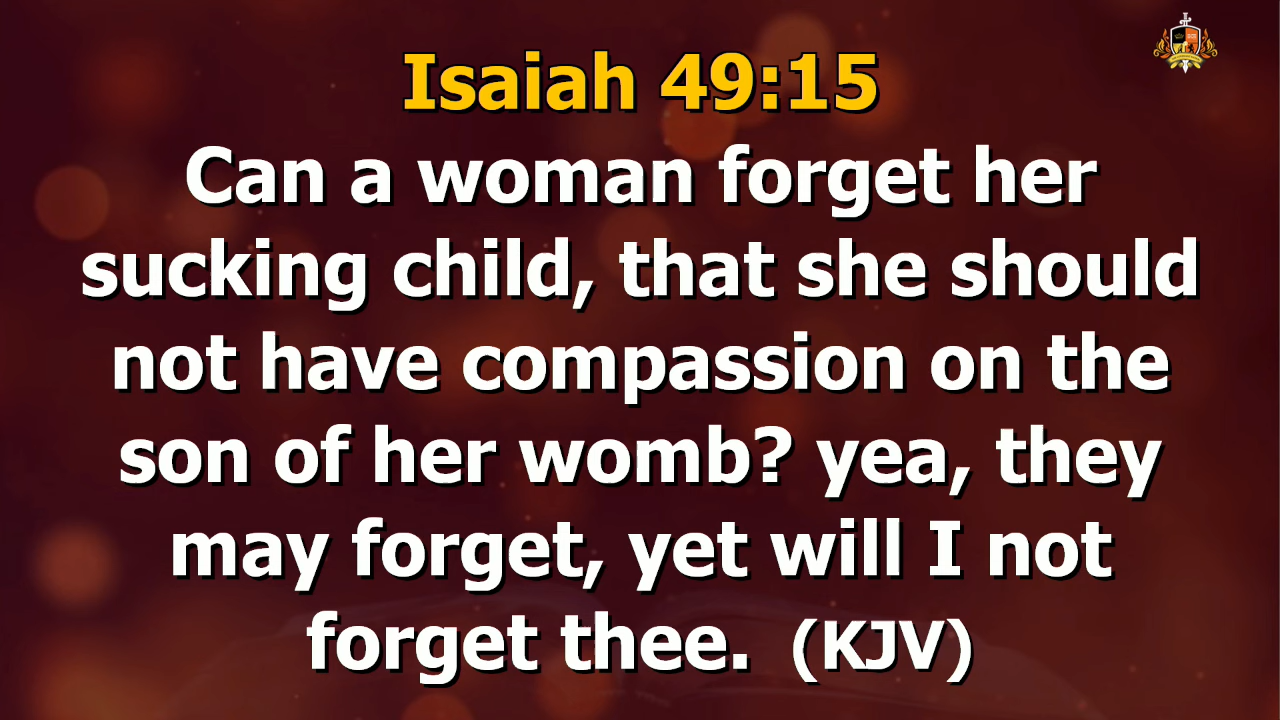 Isaiah 49:15
Can a woman forget her
sucking child, that she should
not have compassion on the
son of her womb? yea, they
may forget, yet will I not
forget thee. (KJV)